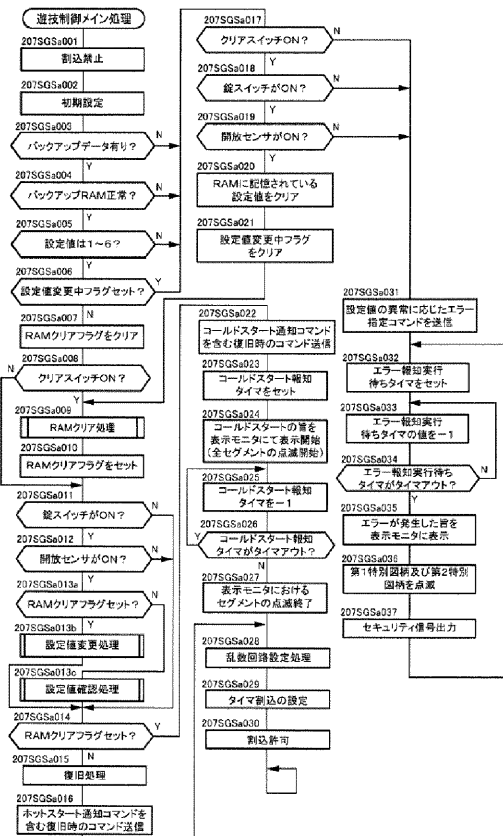 遊技制御メイン処理
207SGSa001
割込禁止
207SGSa002
初期設定
207SGSa003
バックアップデータ有り?
N
Y
207SGSa004
バックアップRAM正常?
N
Y
207SGSa005
設定値は1~6?
N
Y
207SGSa006
設定値変更中フラグセット?
Y
N
207SGSa007
RAMクリアフラグをクリア
207SGSa008
N
クリアスイッチON?
Y
207SGSa009
RAMクリア処理
207SGSa010
RAMクリアフラグをセット
207SGSa011
錠スイッチがON?
N
Y
207SGSa012
開放センサがON?
N
Y
207SGSa013a
RAMクリアフラグセット?
N
Y
207SGSa013b
設定値変更処理
207SGSa013c
設定値確認処理
207SGSa014
RAMクリアフラグセット?
Y
N
207SGSa015
復旧処理
207SGSa016
ホットスタート通知コマンドを
含む復旧時のコマンド送信
207SGSa017
クリアスイッチON?
N
Y
207SGSa018
錠スイッチがON?
N
Y
207SGSa019
開放センサがON?
N
Y
207SGSa020
RAMに記憶されている
設定値をクリア
207SGSa021
設定値変更中フラグ
をクリア
207SGSa022
コールドスタート通知コマンド
を含む復旧時のコマンド送信
207SGSa023
コールドスタート報知
タイマをセット
207SGSa024
コールドスタートの旨を
表示モニタにて表示開始
(全セグメントの点滅開始)
207SGSa025
コールドスタート報知
タイマを-1
207SGSa026
Y
コールドスタート報知
タイマがタイマアウト?
N
207SGSa027
表示モニタにおける
セグメントの点滅終了
207SGSa028
乱数回路設定処理
207SGSa029
タイマ割込の設定
207SGSa030
割込許可
207SGSa031
設定値の異常に応じたエラー
指定コマンドを送信
207SGSa032
エラー報知実行
待ちタイマをセット
207SGSa033
エラー報知実行
待ちタイマの値を-1
207SGSa034
エラー報知実行待ち
タイマがタイマアウト?
N
Y
207SGSa035
エラーが発生した旨を
表示モニタに表示
207SGSa036
第1特別図柄及び第2特別
図柄を点滅
207SGSa037
セキュリティ信号出力